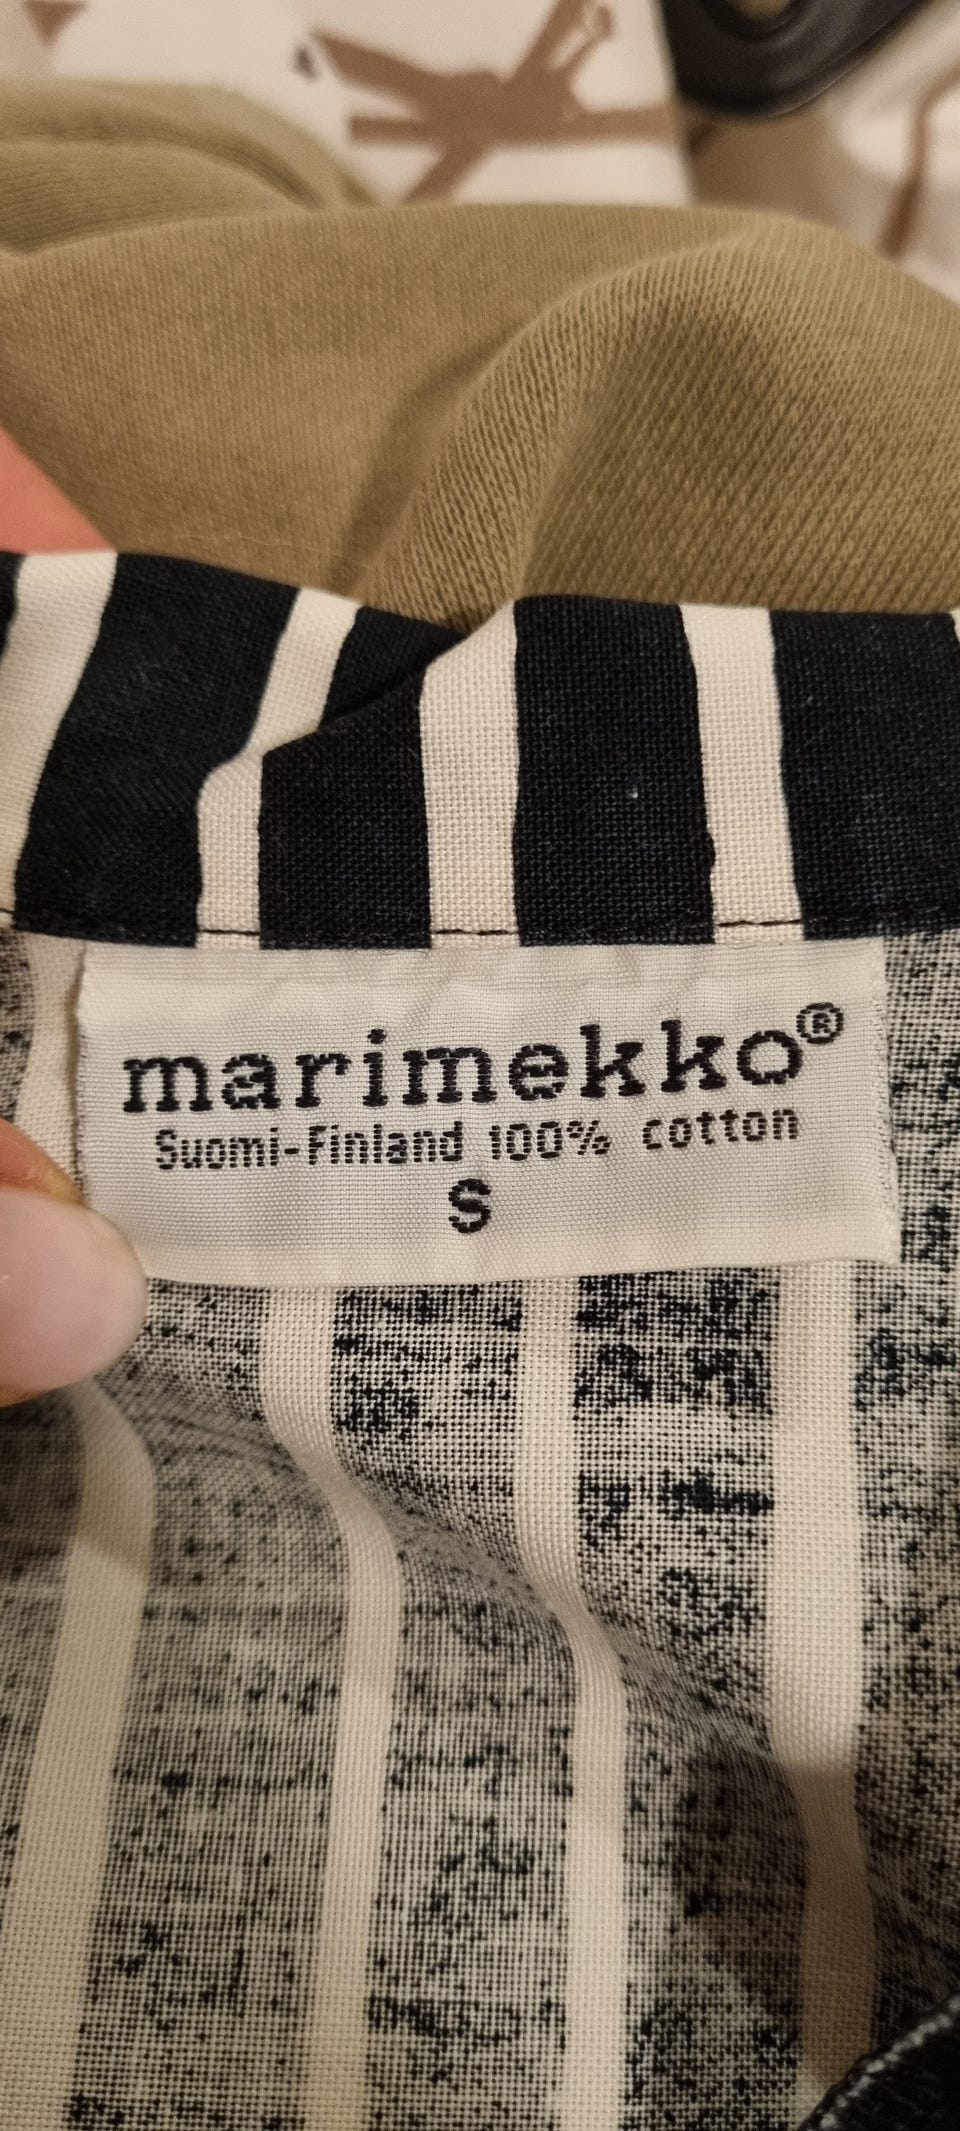 marimekko®
Suomi-Finland 100% cotton
S